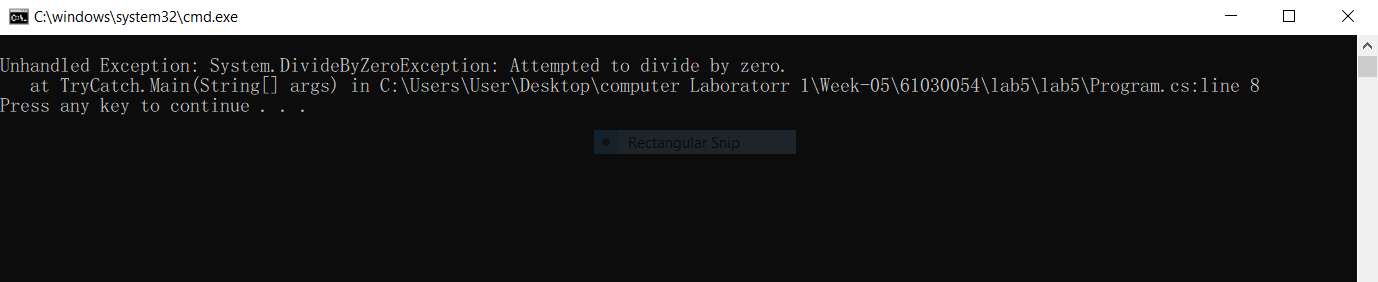 C:\windows\system32\cmd.exe
Unhandled Exception: System.DivideByZeroException: Attempted to divide by zero.
   at TryCatch.Main(String[] args) in C:\Users\User\Desktop\computer Laboratorr 1\Week-05\61030054\lab5\lab5\Program.cs:line 8
Press any key to continue . . .
Rectangular Snip